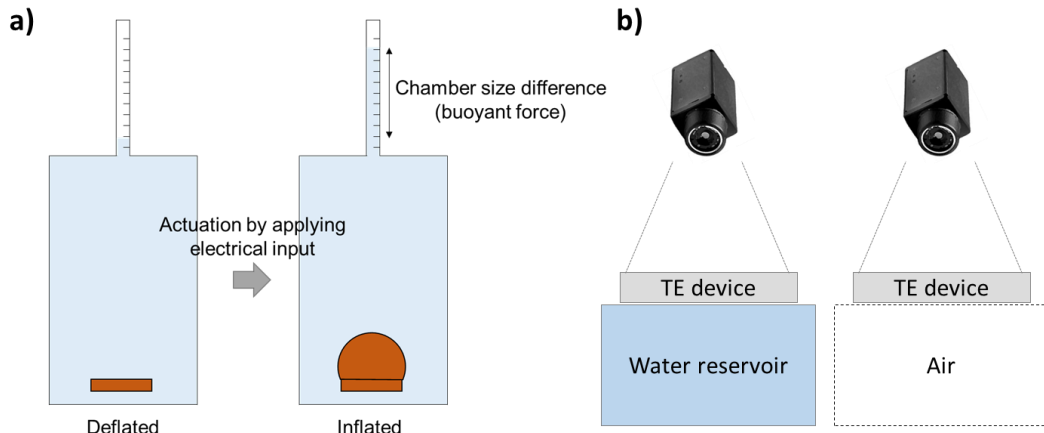 a)
Chamber size difference
(buoyant force)
Actuation by applying
electrical input
Deflated
Inflated
b)
TE device
TE device
Water reservoir
Air